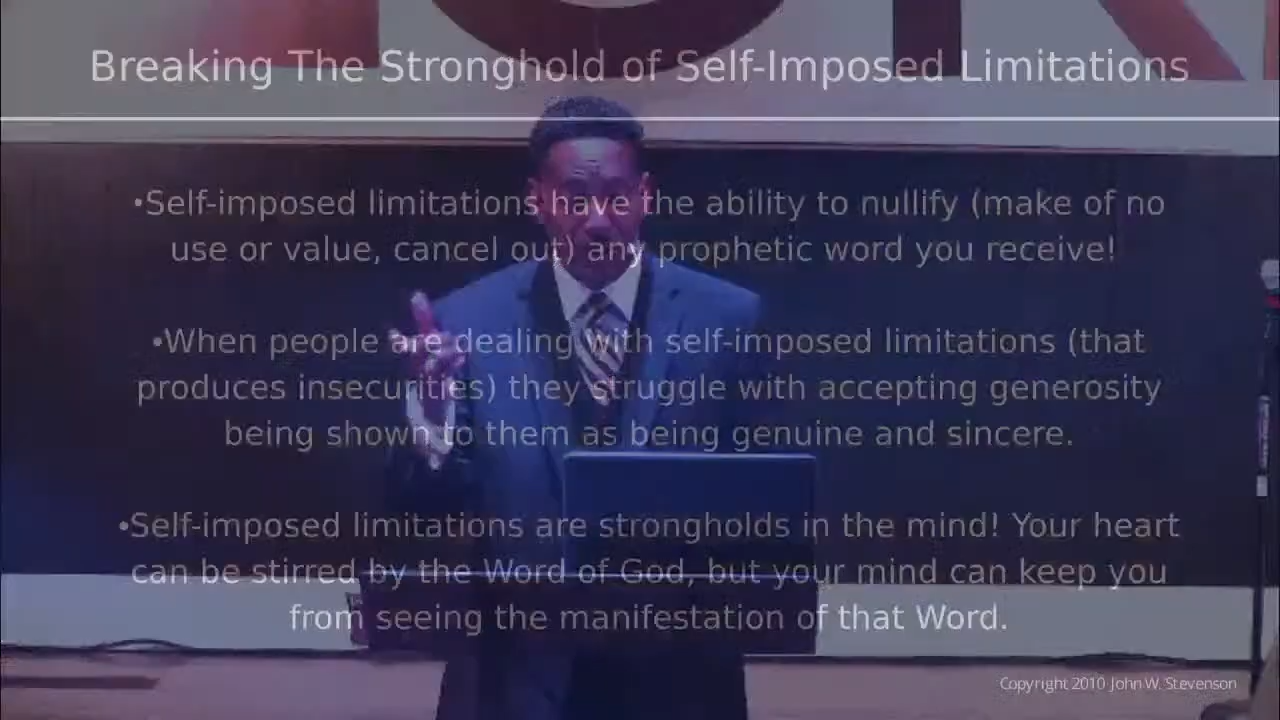 Breaking The Stronghold of Self-Imposed Limitations
•Self-imposed limitations have the ability to nullify (make of no
use or value, cancel out) any prophetic word you receive!
•When people are dealing with self-imposed limitations (that
produces insecurities) they struggle with accepting generosity
being shown to them as being genuine and sincere.
•Self-imposed limitations are strongholds in the mind! Your heart
can be stirred by the Word of God, but your mind can keep you
from seeing the manifestation of that Word.
Copyright 2010 John W. Stevenson